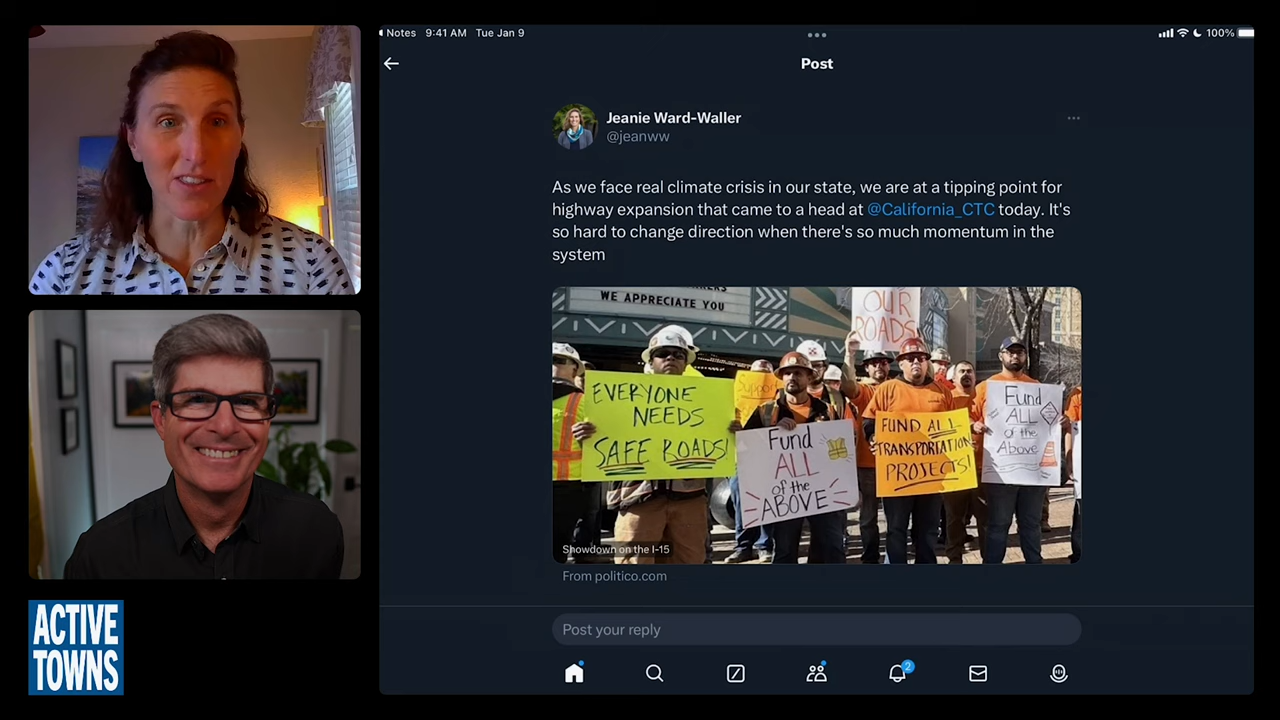 Notes 9:41 AM Tue Jan 9
100%
Post
Jeanie Ward-Waller
@jeanww
As we face real climate crisis in our state, we are at a tipping point for
highway expansion that came to a head at @California_CTC today. It's
so hard to change direction when there's so much momentum in the
system
WE APPRECIATE YOU
OUR
ROADS
EVERYONE
NEEDS
SAFE ROADS!
Support
Fund
ALL
of the
ABOVE
FUND ALL
TRANSPORTATION
PROJECTS!
Fund
ALL
of the
Above
Showdown on the I-15
From politico.com
Post your reply
2
ACTIVE
TOWNS